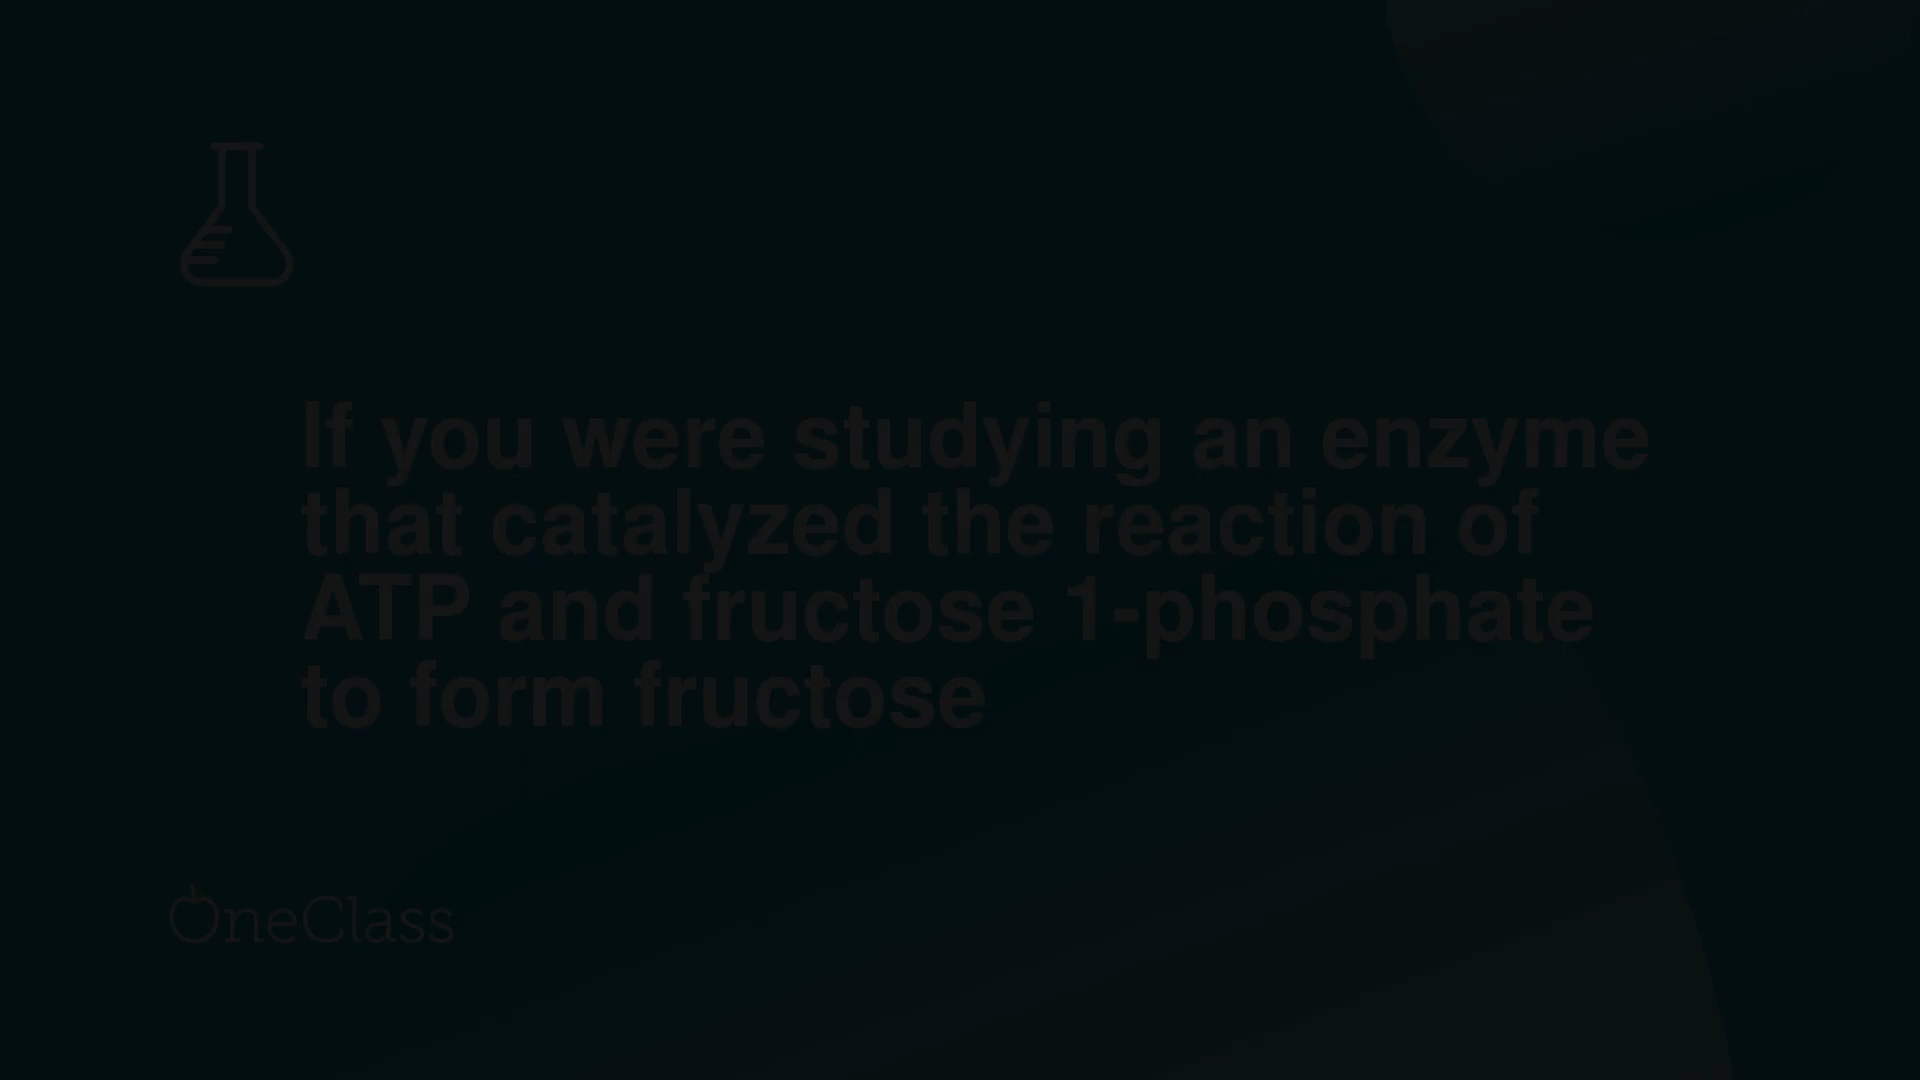 If you were studying an enzyme
that catalyzed the reaction of
ATP and fructose 1-phosphate
to form fructose
OneClass